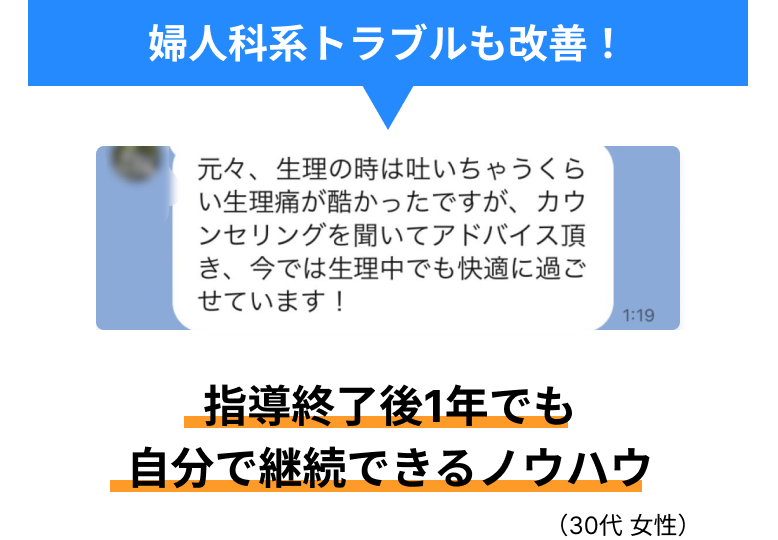 婦人科系トラブルも改善！
元々、生理の時は吐いちゃうくら
い生理痛が酷かったですが、カウ
ンセリングを聞いてアドバイス頂
き、今では生理中でも快適に過ご
せています！
1:19
指導終了後1年でも
自分で継続できるノウハウ
（30代 女性）